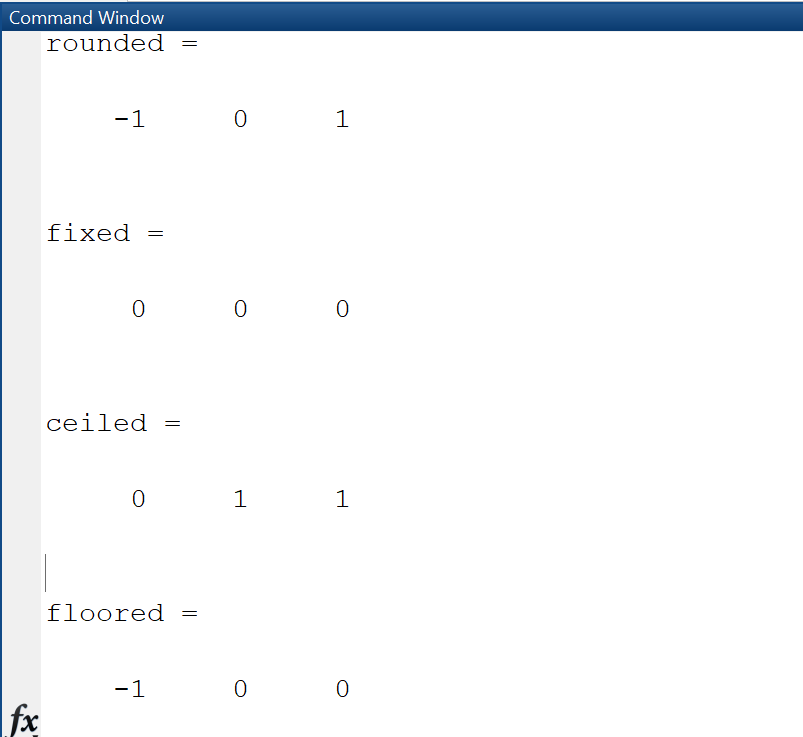 Command Window
rounded =
-1 0 1
fixed =
0 0 0
ceiled =
0 1 1
floored =
-1 0 0
fx